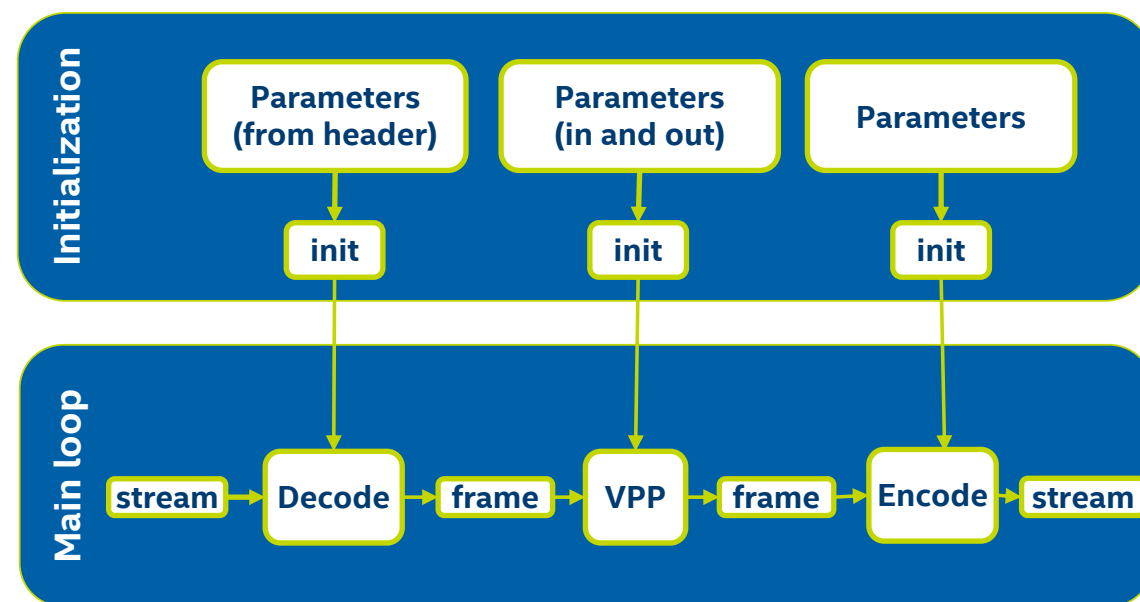 Initialization
Parameters
(from header)
Parameters
(in and out)
Parameters
init
init
init
Main loop
stream
Decode
frame
VPP
frame
Encode
stream